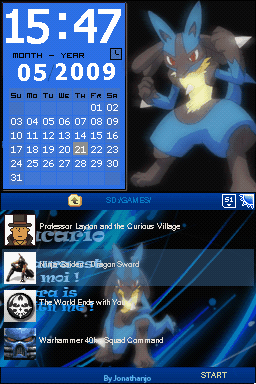 15:47
MONTH - YEAR
05/2009
Su Mo Tu We Th Fr Sa
01 02
03 04 05 06 07 08 09
10 11 12 13 14 15 16
17 18 19 20 21 22 23
24 25 26 27 28 29 30
31
SD:/GAMES/
Professor Layton and the Curious Village
Ninja Gaiden: Dragon Sword
The World Ends with You
Warhammer 40k: Squad Command
By Jonathanjo
START